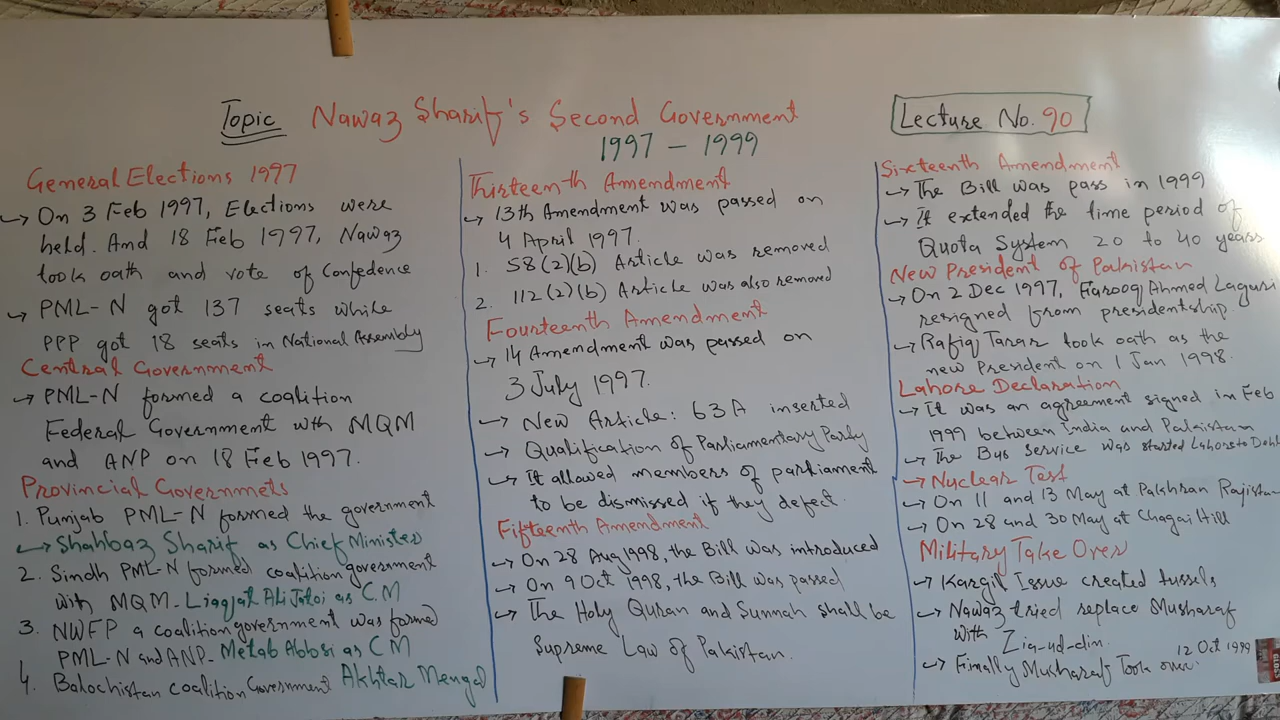 Topic Nawaz Sharif's Second Government
1997 - 1999
Lecture No. 90
General Elections 1997
→ On 3 Feb 1997, Elections were
held. And 18 Feb 1997, Nawaz
took oath and vote of Confedence
→ PML-N got 137 seats while
PPP got 18 seats in National Assembly
Central Government
→ PML-N formed a coalition
Federal Government with MQM
and ANP on 18 Feb 1997.
Provincial Governmets
1. Punjab PML-N formed the government
→ Shahbaz Sharif as Chief Minister
2. Sindh PML-N formed coalition government
with MQM - Liaqat Ali Jatoi as C.M
3. NWFP a coalition government was formed
PML-N and ANP - Metab Abbasi as CM
4. Balochistan coalition Government Akhtar Mengal
Thirteenth Amendment
→ 13th Amendment was passed on
4 April 1997.
1. 58(2)(b) Article was removed
2. 112(2)(b) Article was also removed
Fourteenth Amendment
→ 14 Amendment was passed on
3 July 1997.
→ New Article: 63A inserted
→ Qualification of Parliamentary Party
→ It allowed members of parliament
to be dismissed if they defect.
Fifteenth Amendment
→ On 28 Aug 1998, the Bill was introduced
→ On 9 Oct 1998, the Bill was passed
→ The Holy Quran and Sunnah shall be
Supreme Law of Pakistan.
Sixteenth Amendment
→ The Bill was pass in 1999
→ It extended the time period of
Quota System 20 to 40 years
New President of Pakistan
→ On 2 Dec 1997, Farooq Ahmed Lagari
resigned from presidentship.
→ Rafiq Tarar took oath as the
new President on 1 Jan 1998.
Lahore Declaration
→ It was an agreement signed in Feb
1999 between India and Pakistan
→ The Bus Service was started Lahore to Dehli
→ Nuclear Test
→ On 11 and 13 May at Pakhran Rajistan
→ On 28 and 30 May at Chagai Hill
Military Take Over
→ Kargil Issue created tussels
→ Nawaz tried replace Musharaf
with Zia-ud-din.
→ Finally Musharaf Took over 12 Oct 1999